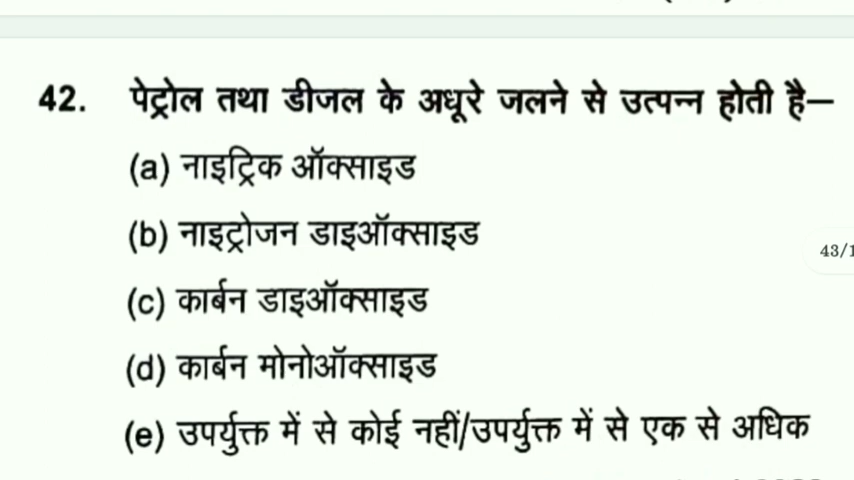 42. पेट्रोल तथा डीजल के अधूरे जलने से उत्पन्न होती है–
(a) नाइट्रिक ऑक्साइड
(b) नाइट्रोजन डाइऑक्साइड
43/1
(c) कार्बन डाइऑक्साइड
(d) कार्बन मोनोऑक्साइड
(e) उपर्युक्त में से कोई नहीं/उपर्युक्त में से एक से अधिक